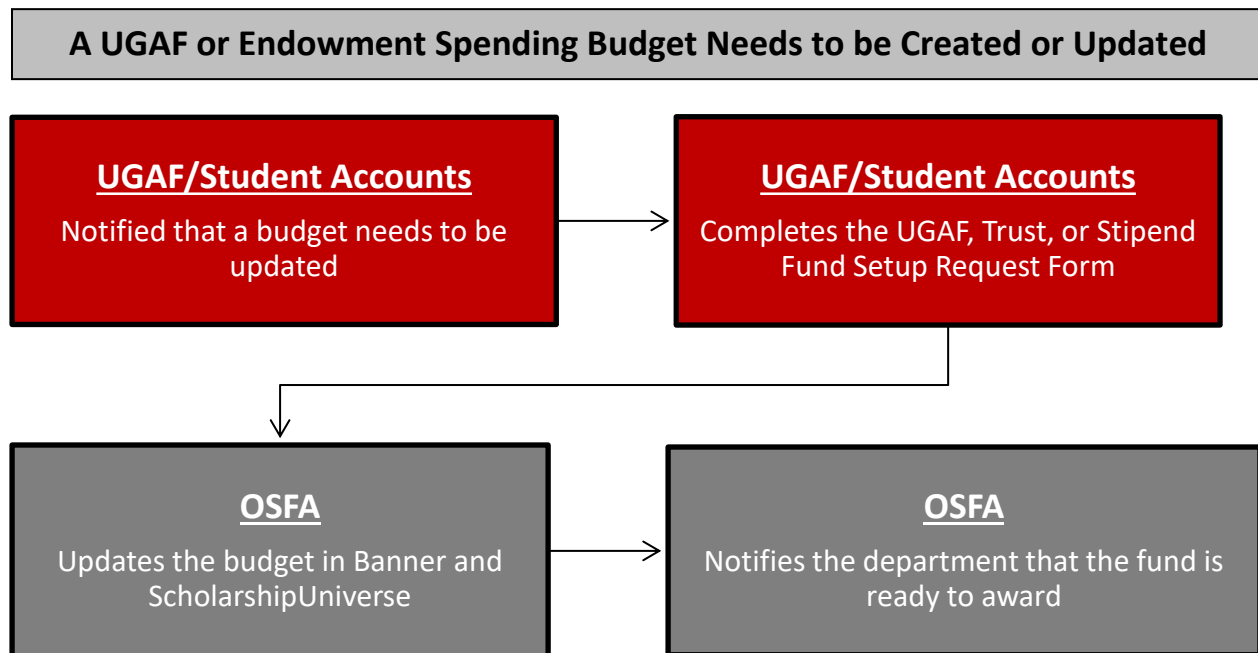 A UGAF or Endowment Spending Budget Needs to be Created or Updated
UGAF/Student Accounts
Notified that a budget needs to be
updated
UGAF/Student Accounts
Completes the UGAF, Trust, or Stipend
Fund Setup Request Form
OSFA
Updates the budget in Banner and
ScholarshipUniverse
OSFA
Notifies the department that the fund is
ready to award